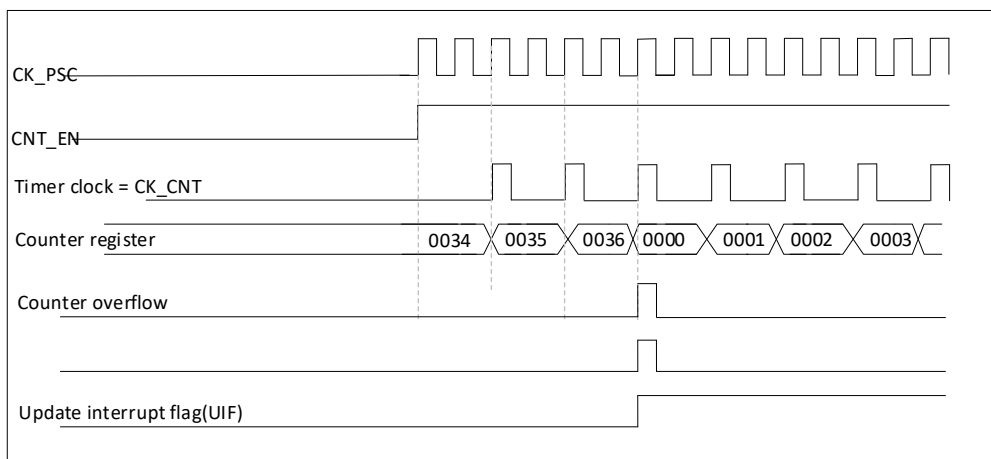 CK_PSC
CNT_EN
Timer clock = CK_CNT
Counter register 0034 0035 0036 0000 0001 0002 0003
Counter overflow
Update interrupt flag(UIF)